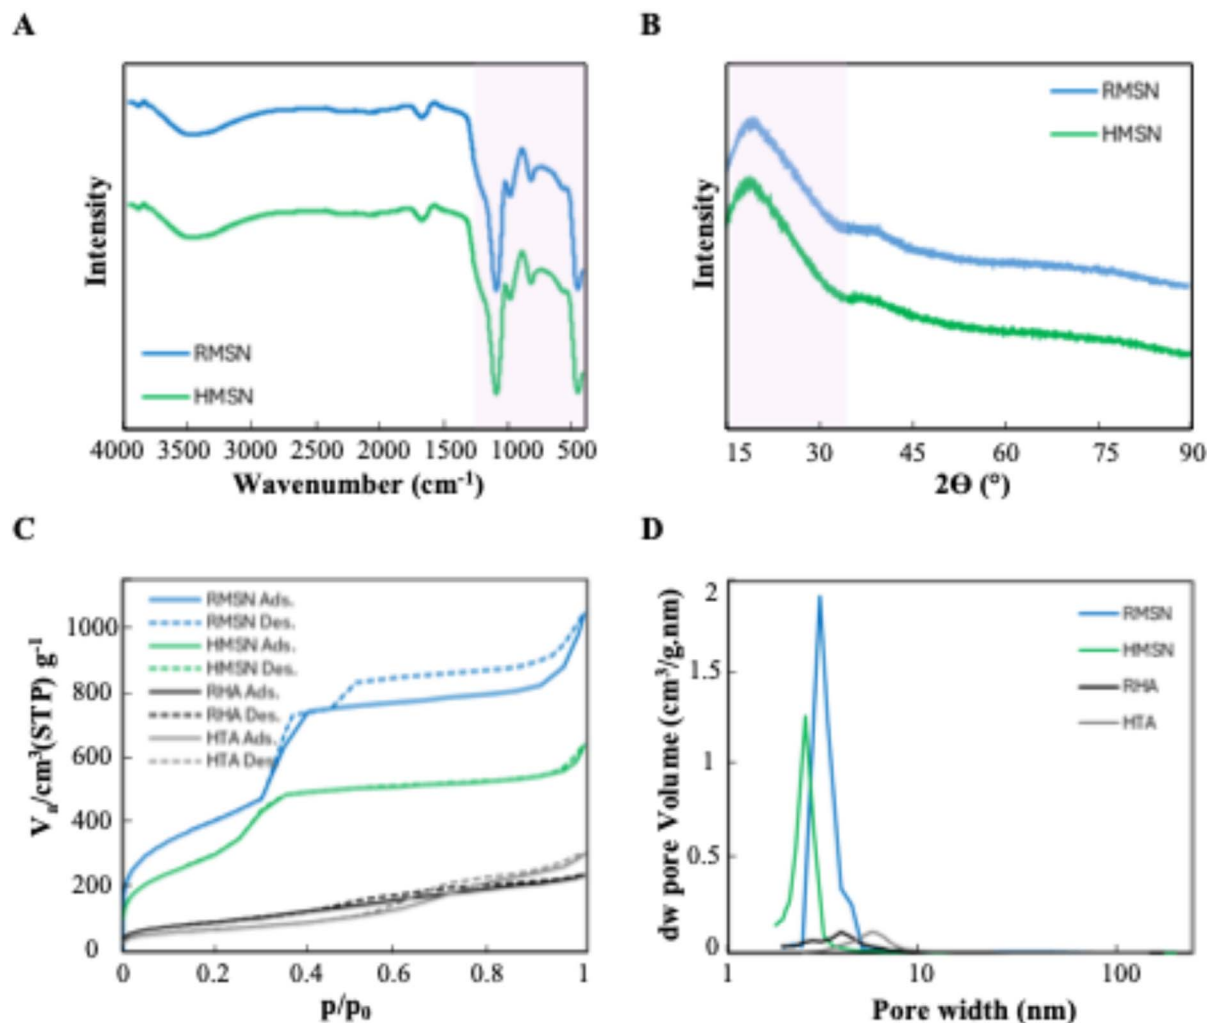 A
Intensity
RMSN
HMSN
4000 3500 3000 2500 2000 1500 1000 500
Wavenumber (cm-1)
B
Intensity
RMSN
HMSN
15 30 45 60 75 90
2Θ (°)
C
Va/cm3(STP) g-1
1000
800
600
400
200
0
RMSN Ads.
RMSN Des.
HMSN Ads.
HMSN Des.
RHA Ads.
RHA Des.
HTA Ads.
HTA Des
0 0.2 0.4 0.6 0.8 1
p/p0
D
dw pore Volume (cm3/g.nm)
2
1.5
1
0.5
0
RMSN
HMSN
RHA
HTA
1 10 100
Pore width (nm)